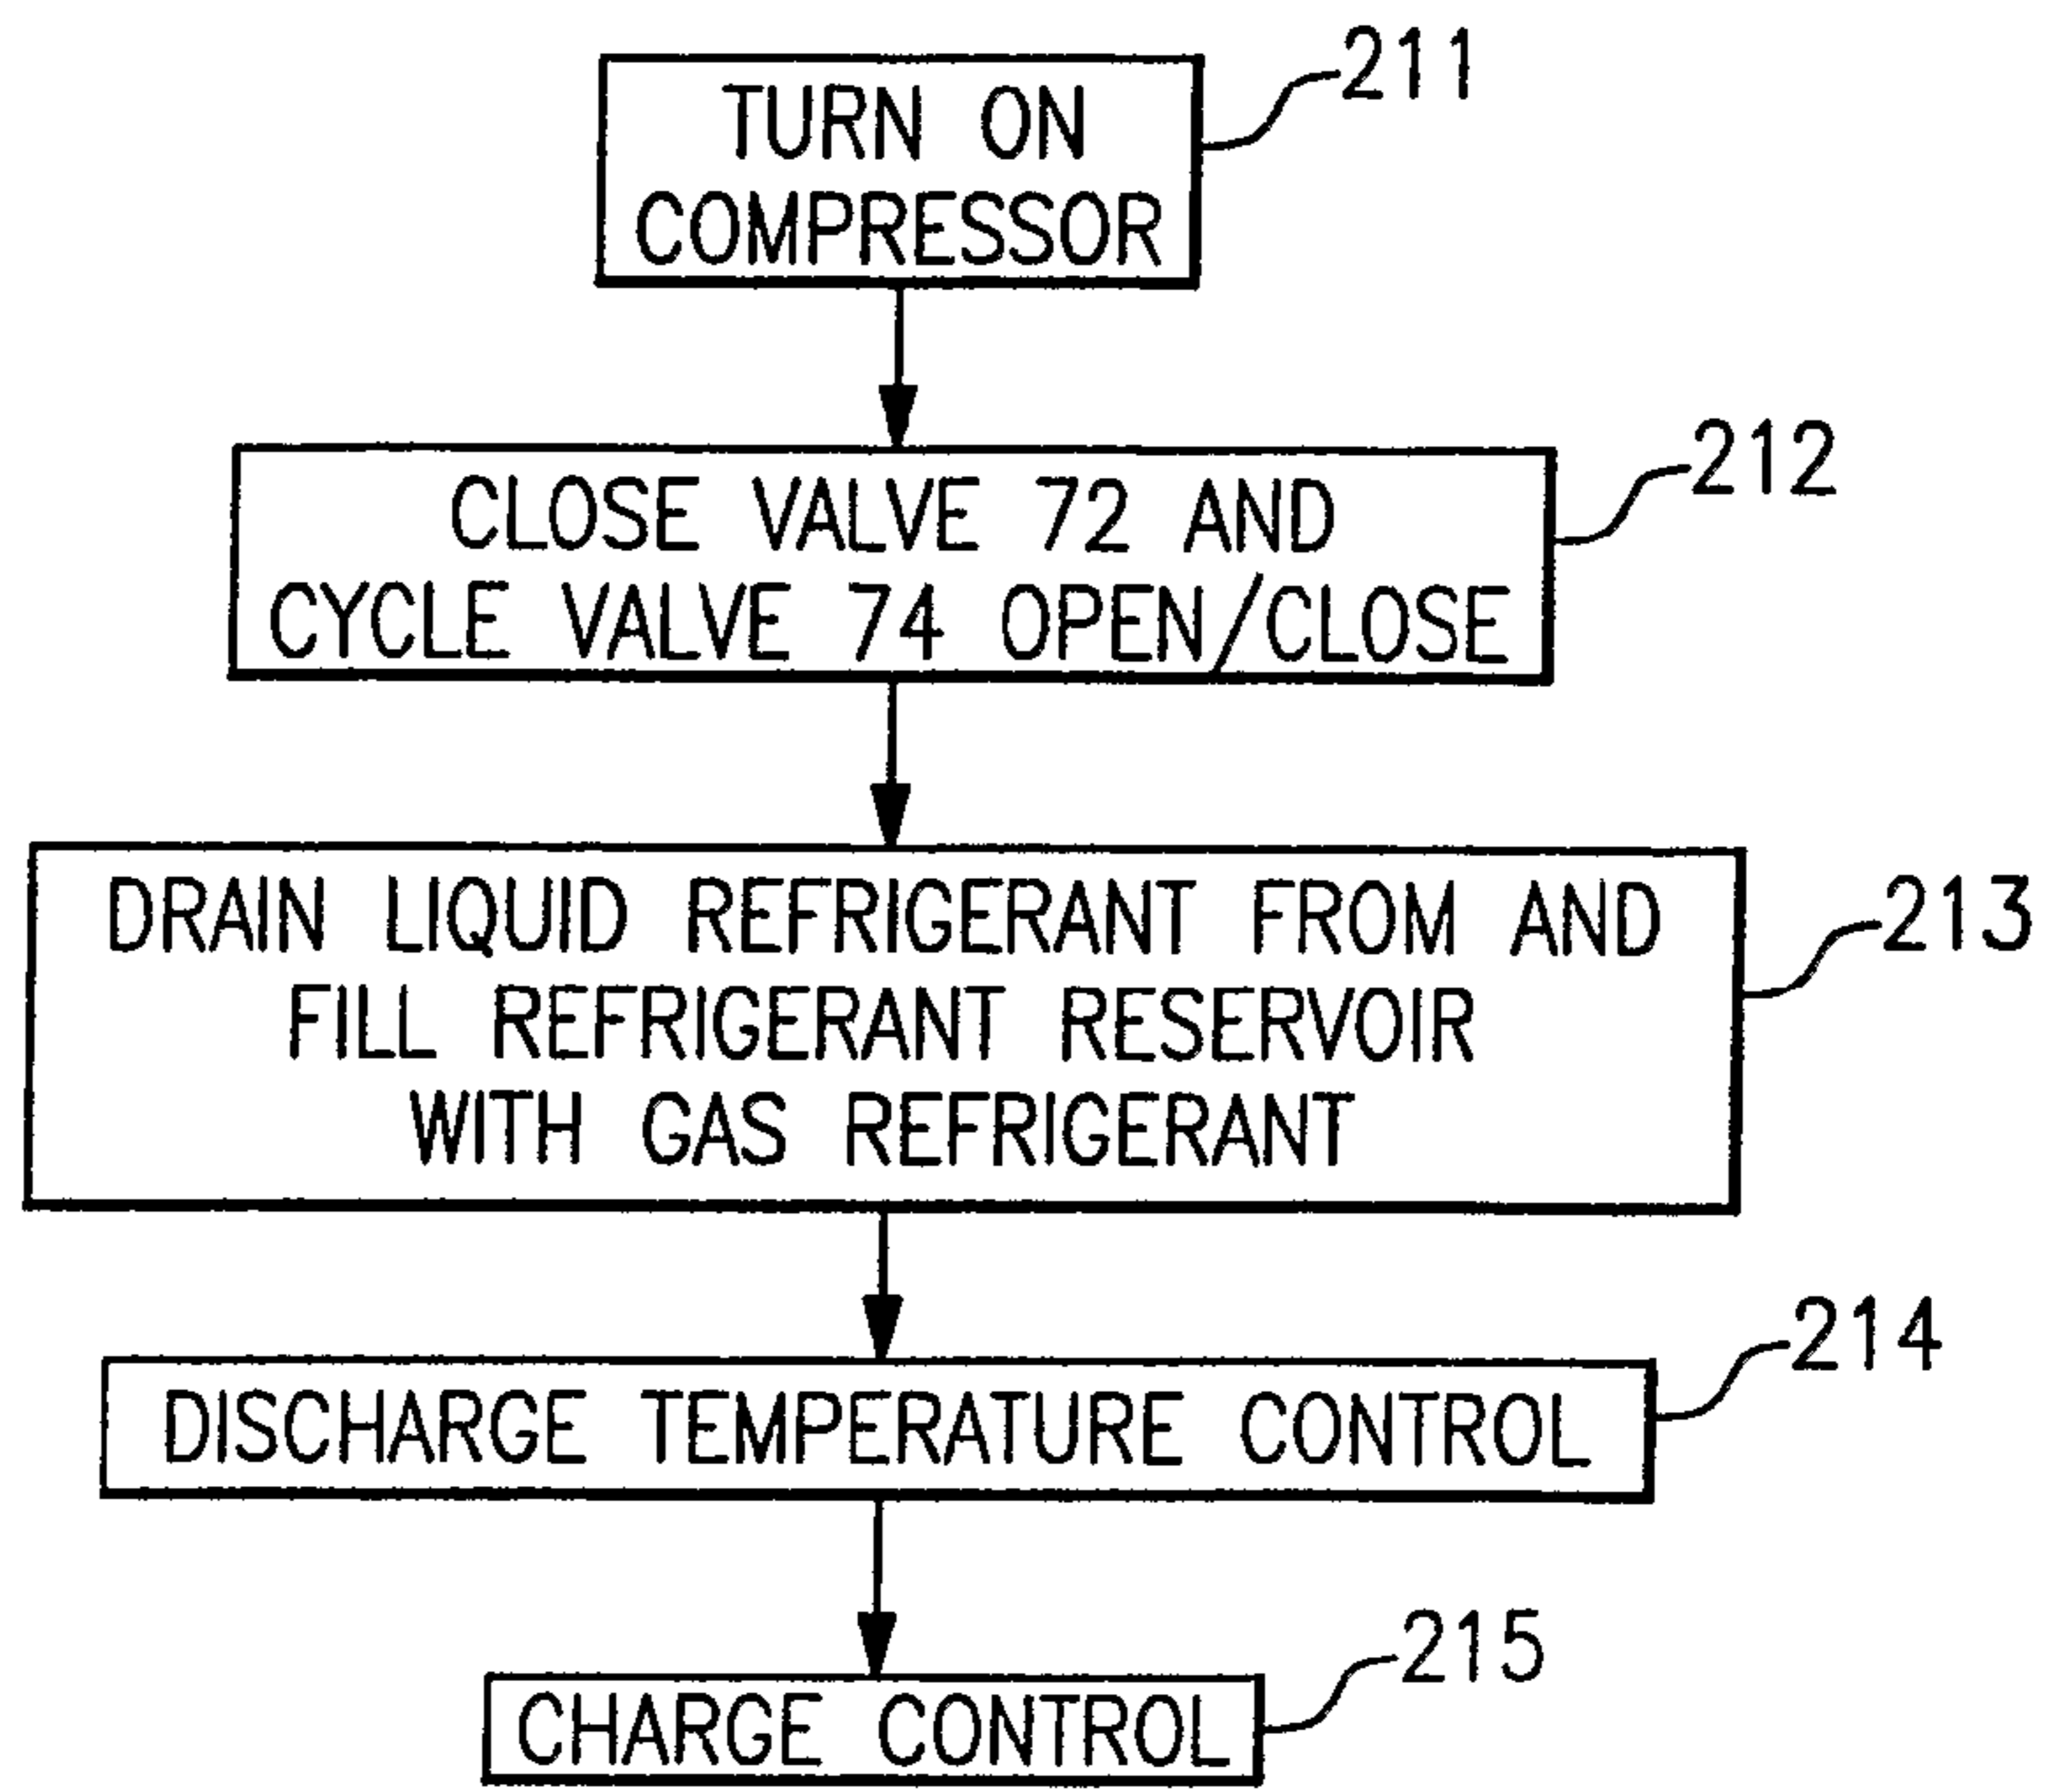 211
TURN ON
COMPRESSOR
212
CLOSE VALVE 72 AND
CYCLE VALVE 74 OPEN/CLOSE
213
DRAIN LIQUID REFRIGERANT FROM AND
FILL REFRIGERANT RESERVOIR
WITH GAS REFRIGERANT
214
DISCHARGE TEMPERATURE CONTROL
215
CHARGE CONTROL